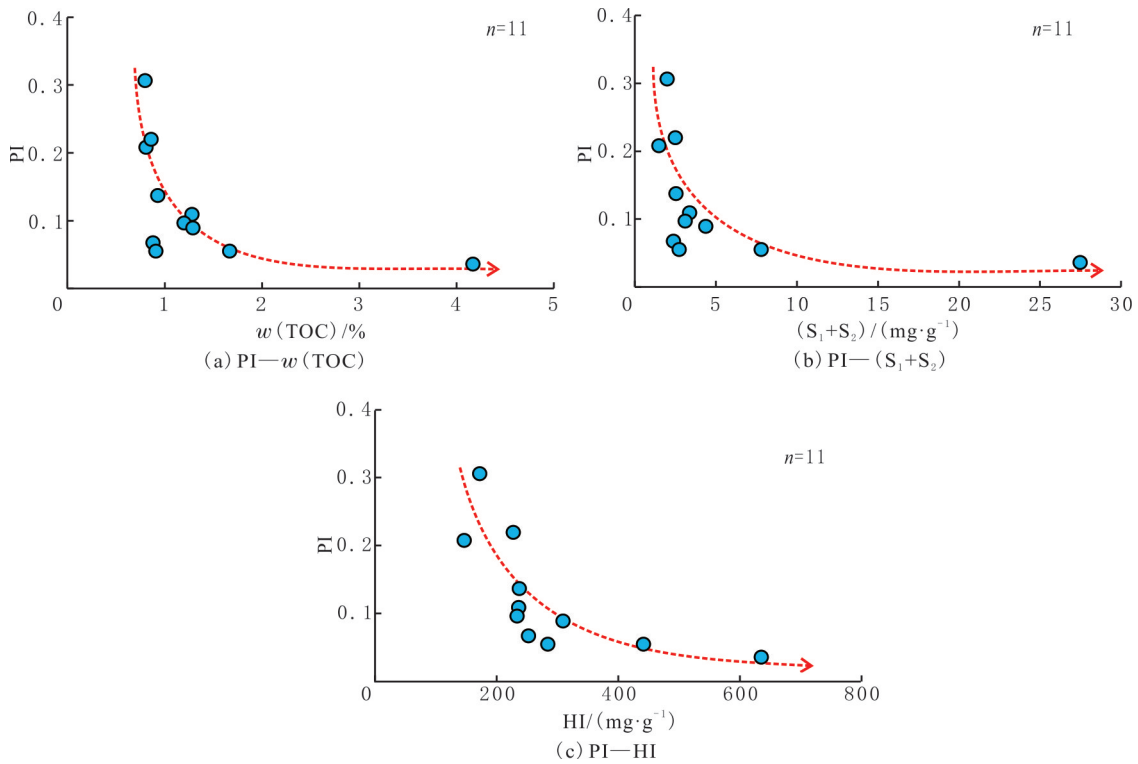 0.4
n=11
0.3
0.2
PI
0.1
0 1 2 3 4 5
w(TOC)/%
(a) PI—w(TOC)
0.4
n=11
0.3
0.2
PI
0.1
0 5 10 15 20 25 30
(S₁+S₂)/(mg·g⁻¹)
(b) PI—(S₁+S₂)
0.4
n=11
0.3
0.2
PI
0.1
0 200 400 600 800
HI/(mg·g⁻¹)
(c) PI—HI